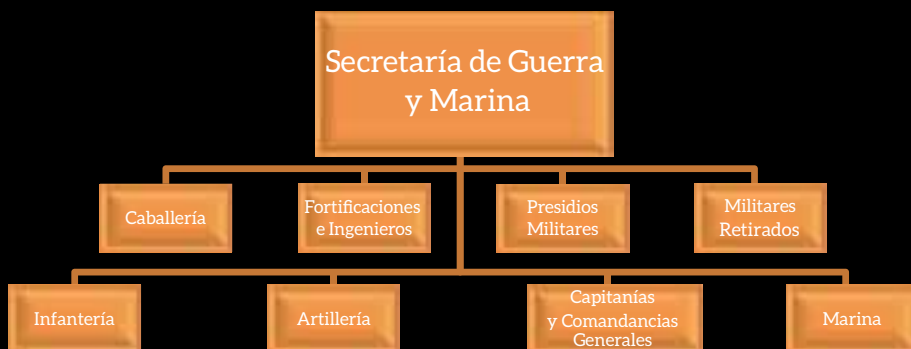 Secretaría de Guerra
y Marina
Caballería
Fortificaciones
e Ingenieros
Presidios
Militares
Militares
Retirados
Infantería
Artillería
Capitanías
y Comandancias
Generales
Marina